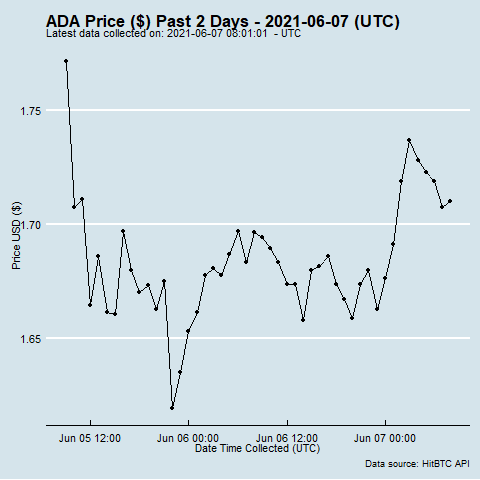 ADA Price ($) Past 2 Days - 2021-06-07 (UTC)
Latest data collected on: 2021-06-07 08:01:01 - UTC
1.75
1.70
1.65
Price USD ($)
Jun 05 12:00
Jun 06 00:00
Jun 06 12:00
Jun 07 00:00
Date Time Collected (UTC)
Data source: HitBTC API